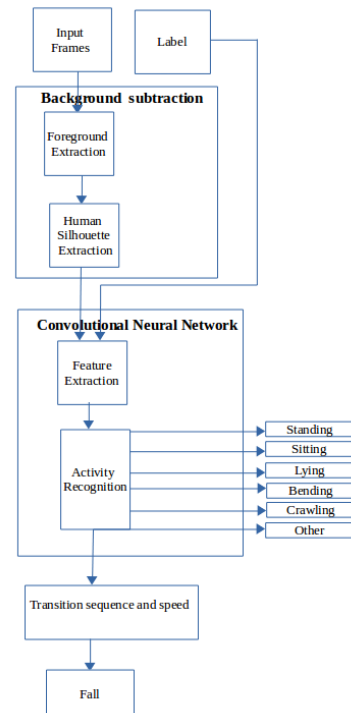 Input
Frames
Label
Background subtraction
Foreground
Extraction
Human
Silhouette
Extraction
Convolutional Neural Network
Feature
Extraction
Activity
Recognition
Standing
Sitting
Lying
Bending
Crawling
Other
Transition sequence and speed
Fall